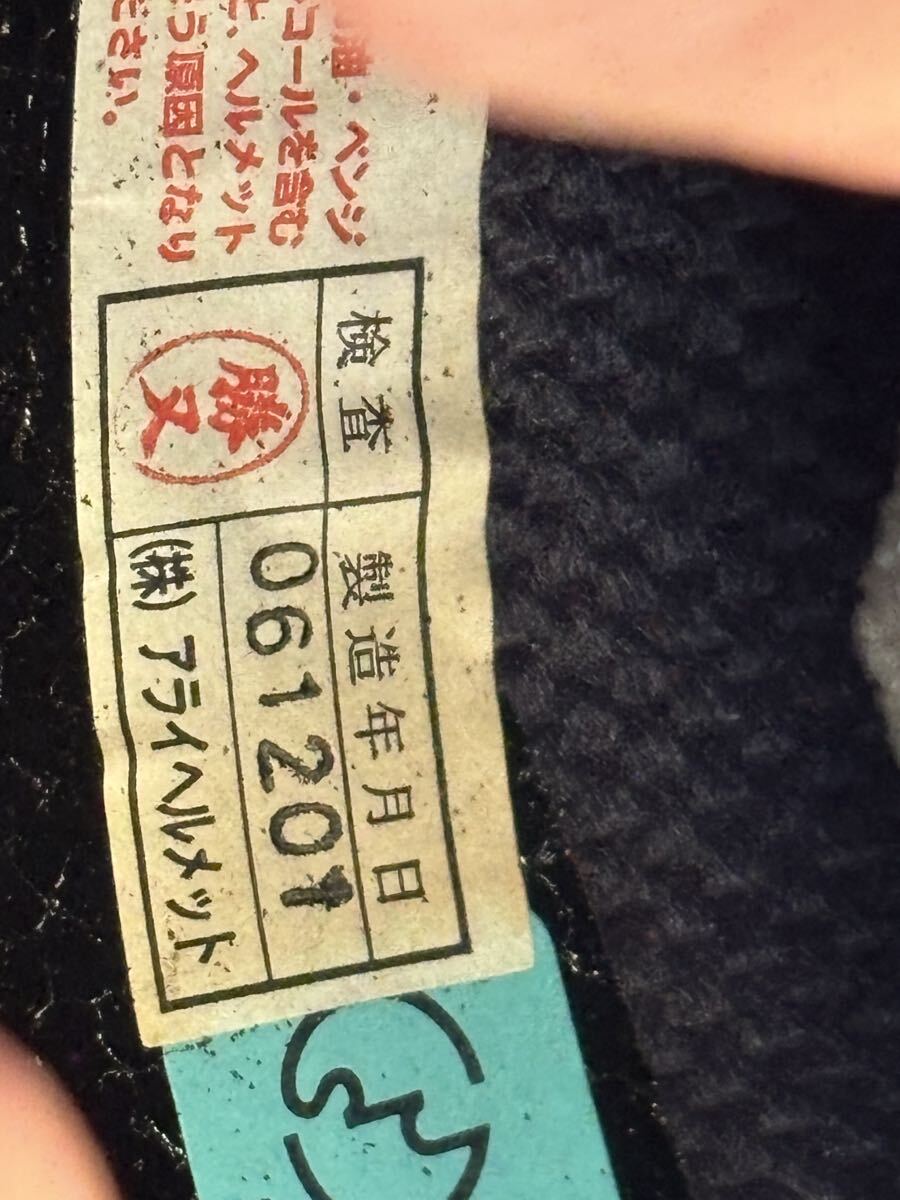 ・ベンジ
コールを含む
、ヘルメット
う原因となり
ださい。
検査
勝又
製造年月日
061201
(株)アライヘルメット